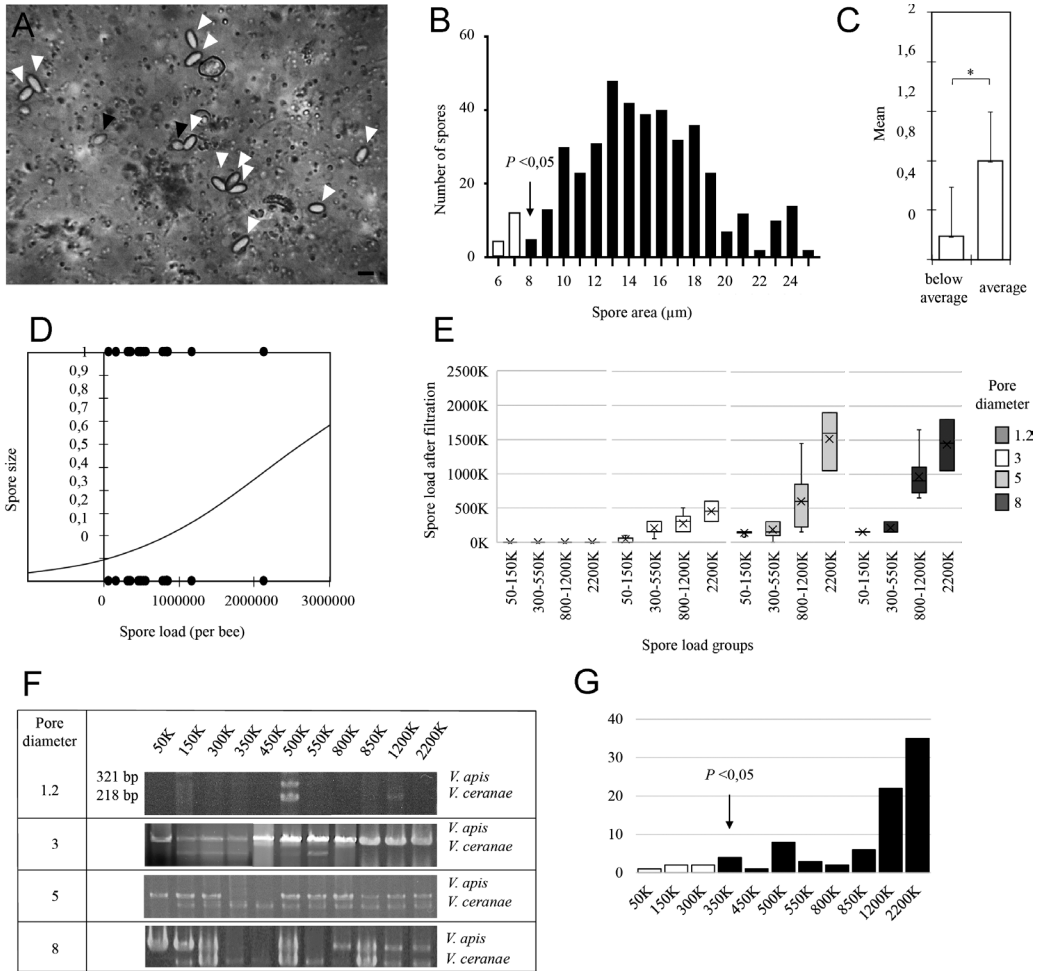 A
B
60
40
20
0
Number of spores
P <0,05
6 8 10 12 14 16 18 20 22 24
Spore area (µm)
C
2
1,6
1,2
0,8
0,4
0
Mean
*
below average
average
D
1
0,9
0,8
0,7
0,6
0,5
0,4
0,3
0,2
0,1
0
Spore size
0 1000000 2000000 3000000
Spore load (per bee)
E
2500K
2000K
1500K
1000K
500K
0K
Spore load after filtration
50-150K 300-550K 800-1200K 2200K 50-150K 300-550K 800-1200K 2200K 50-150K 300-550K 800-1200K 2200K 50-150K 300-550K 800-1200K 2200K
Spore load groups
Pore
diameter
1.2
3
5
8
F
Pore
diameter
50K 150K 300K 350K 450K 500K 550K 800K 850K 1200K 2200K
1.2
321 bp
218 bp
V. apis
V. ceranae
3
V. apis
V. ceranae
5
V. apis
V. ceranae
8
V. apis
V. ceranae
G
40
30
20
10
0
P <0,05
50K 150K 300K 350K 450K 500K 550K 800K 850K 1200K 2200K